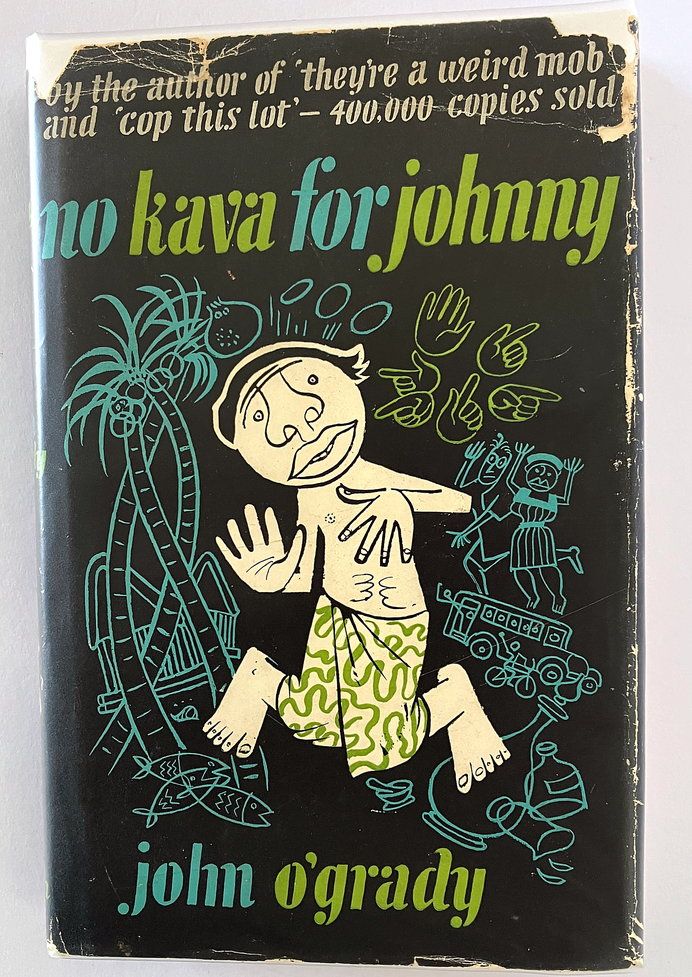 by the author of 'they're a weird mob
and 'cop this lot' – 400,000 copies sold
no kava for johnny
john o'grady